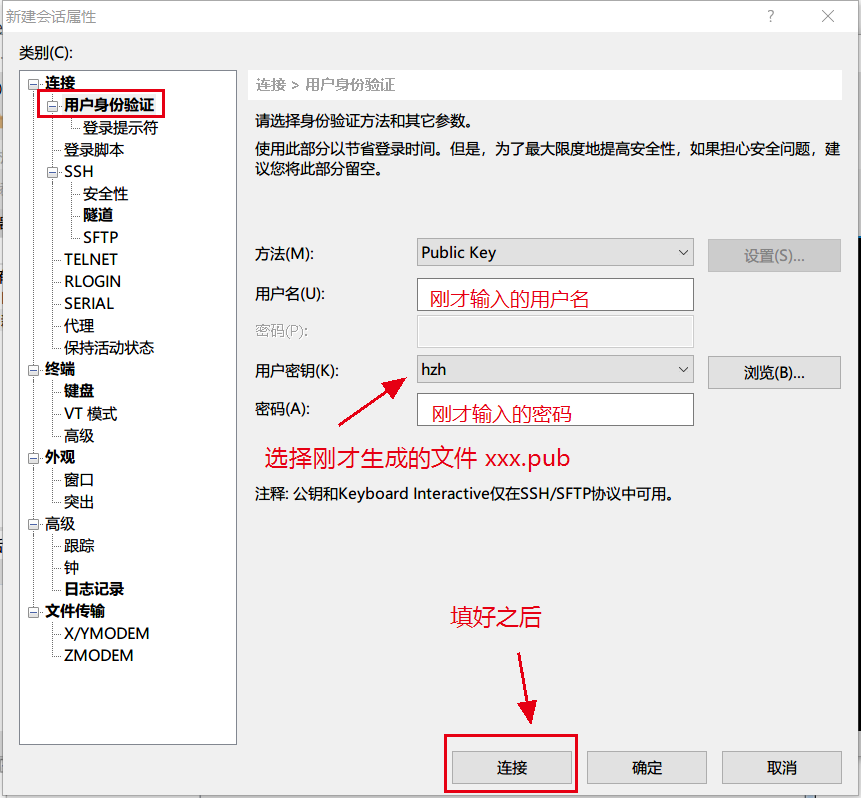 新建会话属性
类别(C):
连接
用户身份验证
登录提示符
登录脚本
SSH
安全性
隧道
SFTP
TELNET
RLOGIN
SERIAL
代理
保持活动状态
终端
键盘
VT 模式
高级
外观
窗口
突出
高级
跟踪
钟
日志记录
文件传输
X/YMODEM
ZMODEM
连接 > 用户身份验证
请选择身份验证方法和其它参数。
使用此部分以节省登录时间。但是，为了最大限度地提高安全性，如果担心安全问题，建
议您将此部分留空。
方法(M):
Public Key
设置(S)...
用户名(U):
刚才输入的用户名
密码(P):
用户密钥(K):
hzh
浏览(B)...
密码(A):
刚才输入的密码
选择刚才生成的文件 xxx.pub
注释: 公钥和Keyboard Interactive仅在SSH/SFTP协议中可用。
填好之后
连接
确定
取消